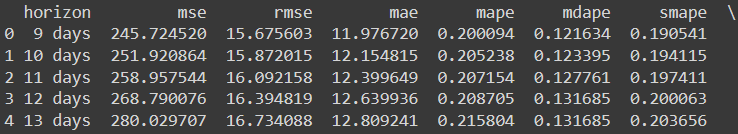 horizon mse rmse mae mape mdape smape \
0 9 days 245.724520 15.675603 11.976720 0.200094 0.121634 0.190541
1 10 days 251.920864 15.872015 12.154815 0.205238 0.123395 0.194115
2 11 days 258.957544 16.092158 12.399649 0.207154 0.127761 0.197411
3 12 days 268.790076 16.394819 12.639936 0.208705 0.131685 0.200063
4 13 days 280.029707 16.734088 12.809241 0.215804 0.131685 0.203656